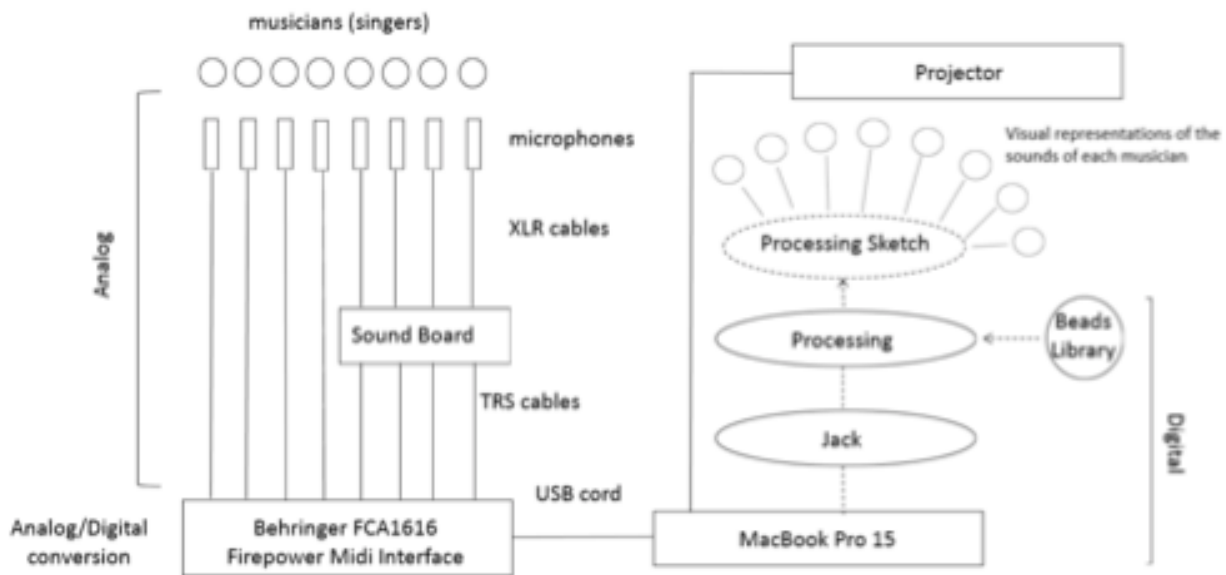 musicians (singers)
Projector
microphones
Visual representations of the
sounds of each musician
XLR cables
Processing Sketch
Analog
Sound Board
Processing
Beads
Library
TRS cables
Jack
Digital
USB cord
Analog/Digital
conversion
Behringer FCA1616
Firepower Midi Interface
MacBook Pro 15